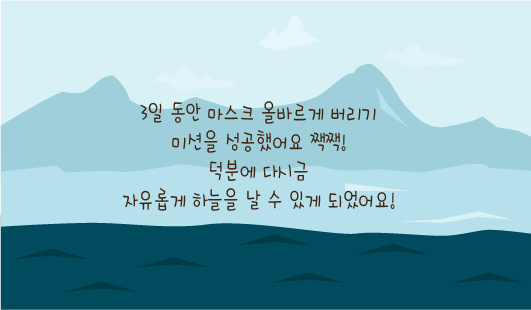 3일 동안 마스크 올바르게 버리기
미션을 성공했어요 짝짝!
덕분에 다시금
자유롭게 하늘을 날 수 있게 되었어요!